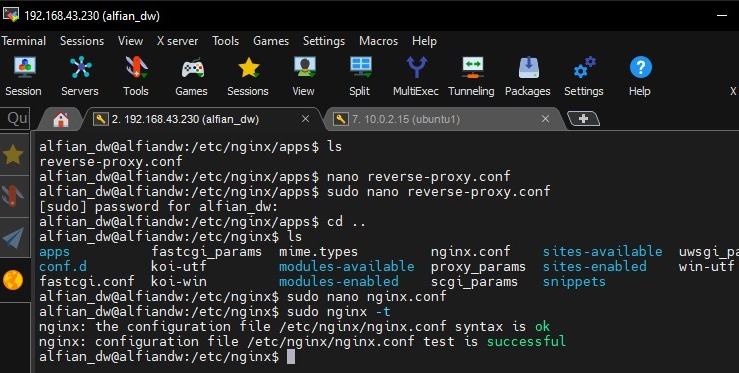 192.168.43.230 (alfian_dw)
Terminal Sessions View X server Tools Games Settings Macros Help
Session Servers Tools Games Sessions View Split MultiExec Tunneling Packages Settings Help X
Qu
2. 192.168.43.230 (alfian_dw) 7. 10.0.2.15 (ubuntu1)
alfian_dw@alfiandw:/etc/nginx/apps$ ls
reverse-proxy.conf
alfian_dw@alfiandw:/etc/nginx/apps$ nano reverse-proxy.conf
alfian_dw@alfiandw:/etc/nginx/apps$ sudo nano reverse-proxy.conf
[sudo] password for alfian_dw:
alfian_dw@alfiandw:/etc/nginx/apps$ cd ..
alfian_dw@alfiandw:/etc/nginx$ ls
apps fastcgi_params mime.types nginx.conf sites-available uwsgi_pa
conf.d koi-utf modules-available proxy_params sites-enabled win-utf
fastcgi.conf koi-win modules-enabled scgi_params snippets
alfian_dw@alfiandw:/etc/nginx$ sudo nano nginx.conf
alfian_dw@alfiandw:/etc/nginx$ sudo nginx -t
nginx: the configuration file /etc/nginx/nginx.conf syntax is ok
nginx: configuration file /etc/nginx/nginx.conf test is successful
alfian_dw@alfiandw:/etc/nginx$